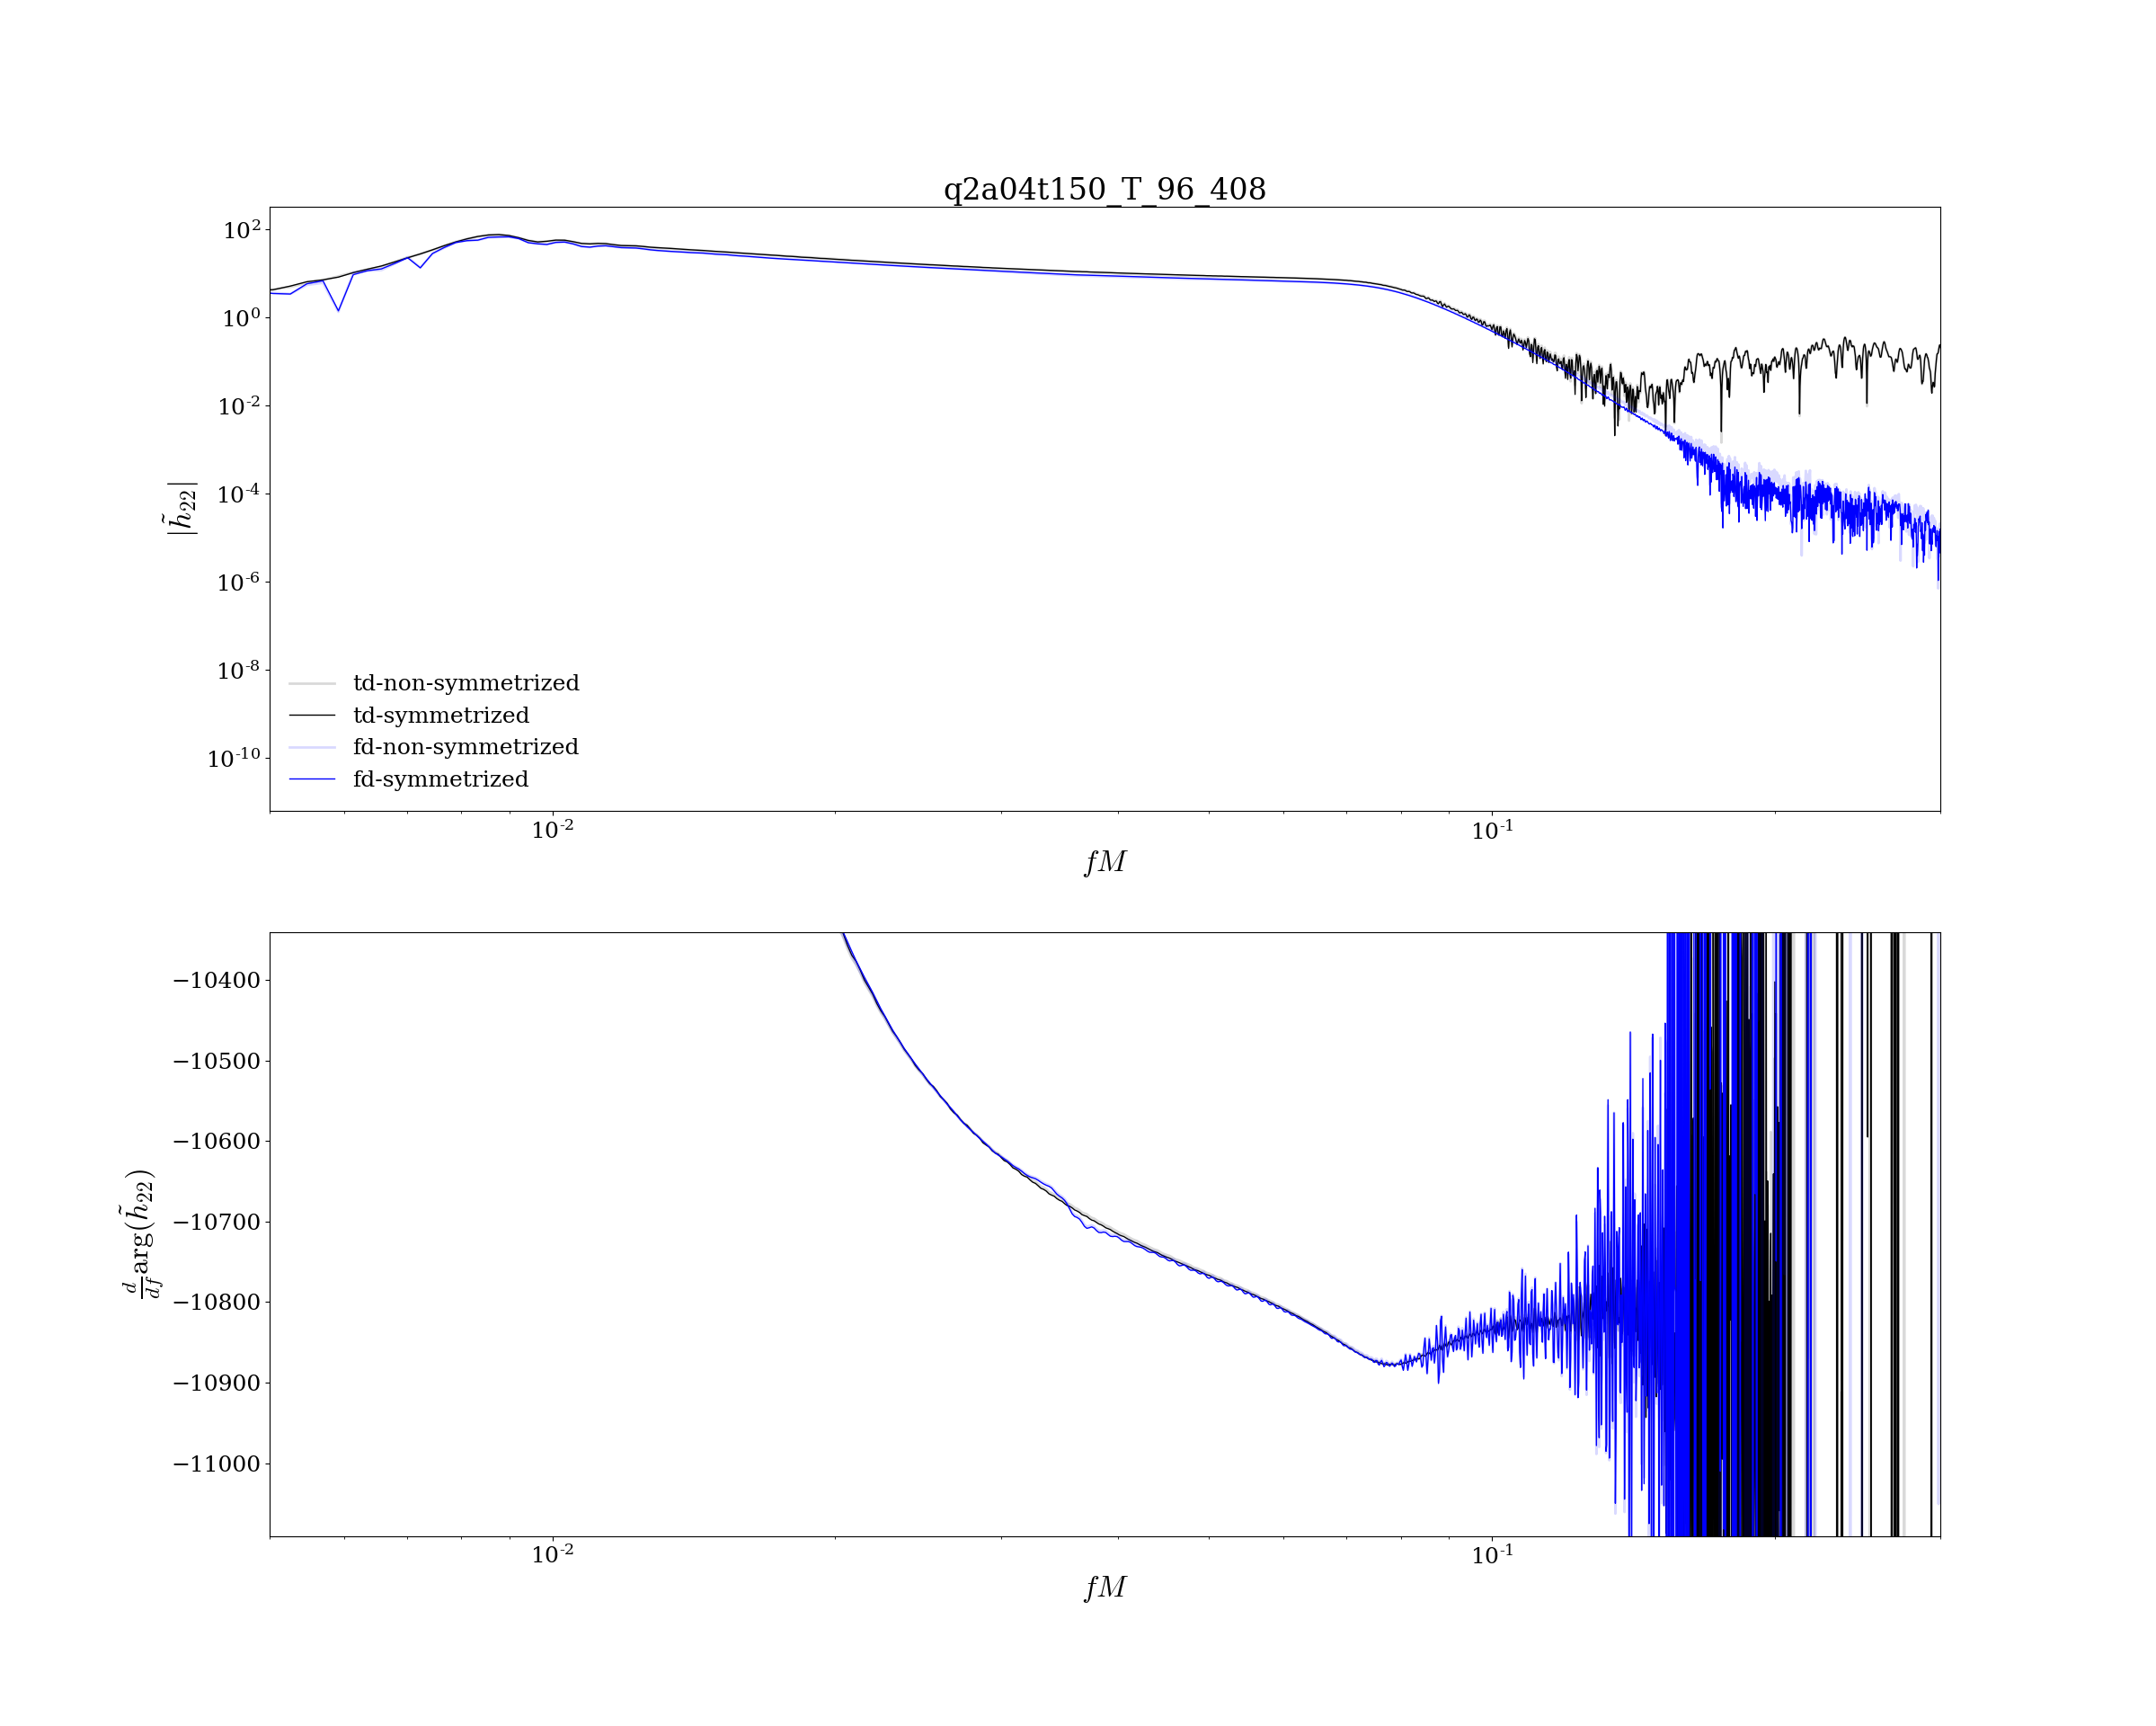 q2a04t150_T_96_408
10^2
10^0
10^-2
10^-4
10^-6
10^-8
10^-10
|h̃_22|
td-non-symmetrized
td-symmetrized
fd-non-symmetrized
fd-symmetrized
10^-2 10^-1
fM
−10400
−10500
−10600
−10700
−10800
−10900
−11000
d/df arg(h̃_22)
10^-2 10^-1
fM